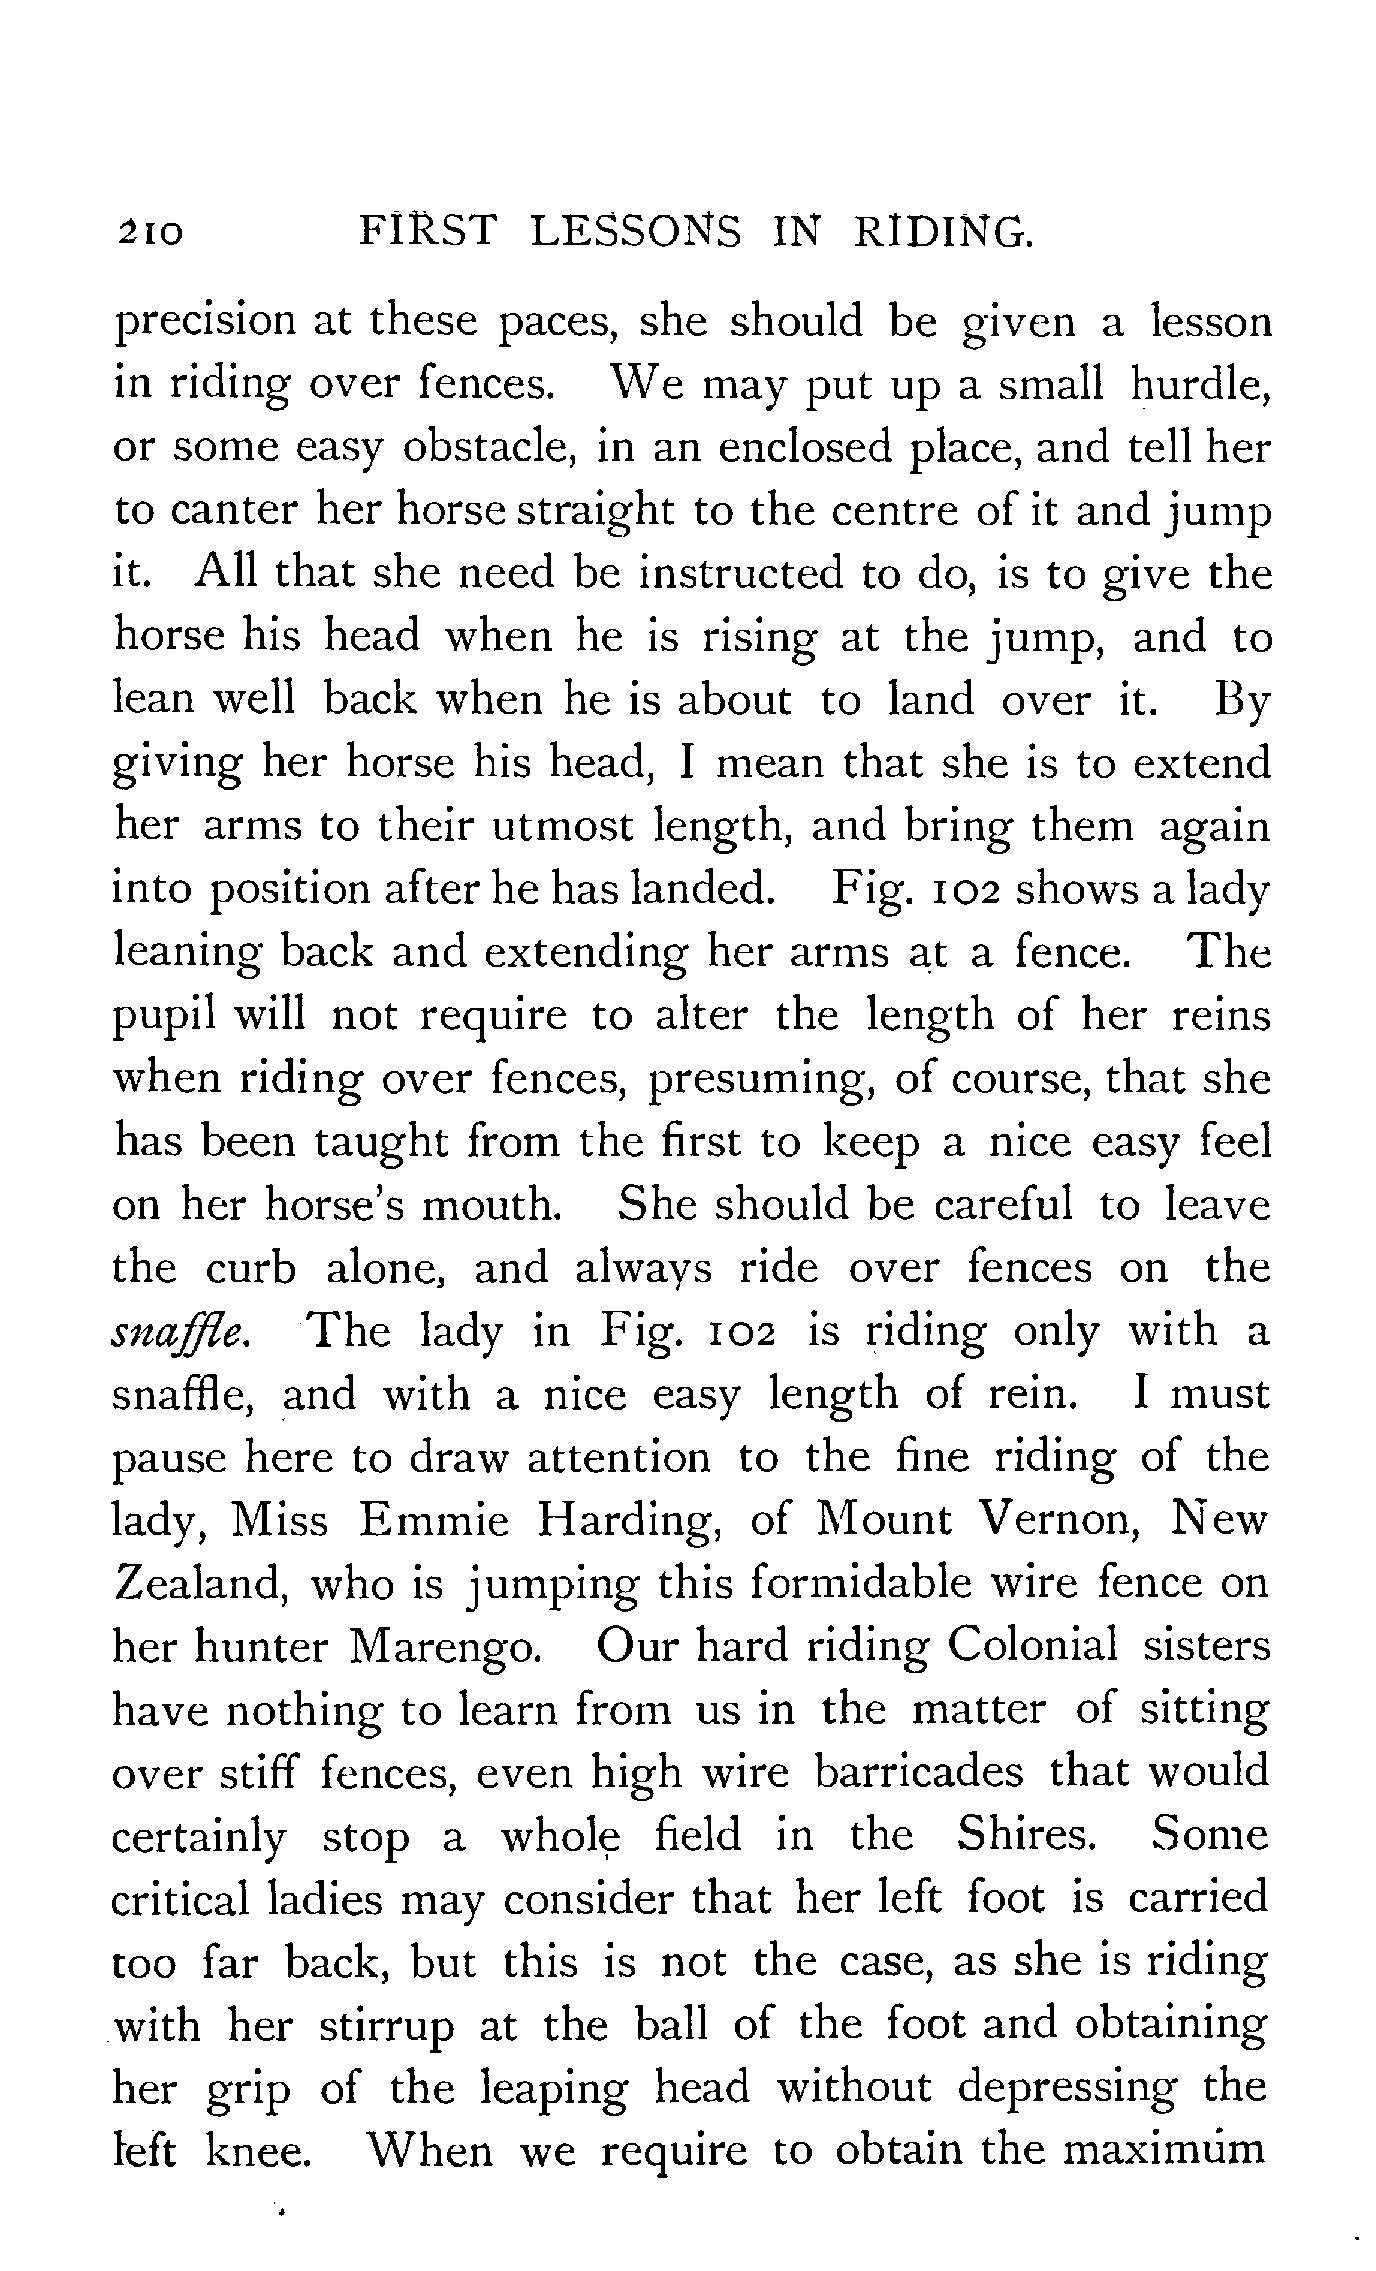 210 FIRST LESSONS IN RIDING.
precision at these paces, she should be given a lesson
in riding over fences. We may put up a small hurdle,
or some easy obstacle, in an enclosed place, and tell her
to canter her horse straight to the centre of it and jump
it. All that she need be instructed to do, is to give the
horse his head when he is rising at the jump, and to
lean well back when he is about to land over it. By
giving her horse his head, I mean that she is to extend
her arms to their utmost length, and bring them again
into position after he has landed. Fig. 102 shows a lady
leaning back and extending her arms at a fence. The
pupil will not require to alter the length of her reins
when riding over fences, presuming, of course, that she
has been taught from the first to keep a nice easy feel
on her horse's mouth. She should be careful to leave
the curb alone, and always ride over fences on the
snaffle. The lady in Fig. 102 is riding only with a
snaffle, and with a nice easy length of rein. I must
pause here to draw attention to the fine riding of the
lady, Miss Emmie Harding, of Mount Vernon, New
Zealand, who is jumping this formidable wire fence on
her hunter Marengo. Our hard riding Colonial sisters
have nothing to learn from us in the matter of sitting
over stiff fences, even high wire barricades that would
certainly stop a whole field in the Shires. Some
critical ladies may consider that her left foot is carried
too far back, but this is not the case, as she is riding
with her stirrup at the ball of the foot and obtaining
her grip of the leaping head without depressing the
left knee. When we require to obtain the maximum